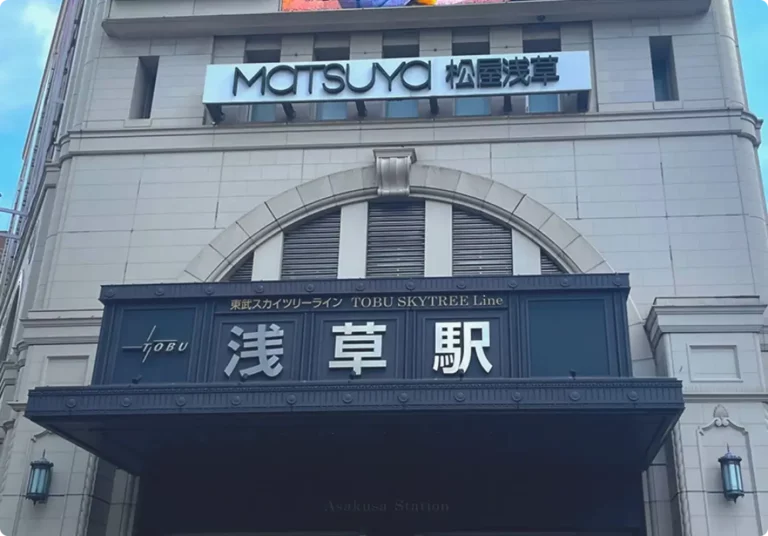 MATSUYA 松屋浅草
東武スカイツリーライン TOBU SKYTREE Line
TOBU
浅草駅
Asakusa Station